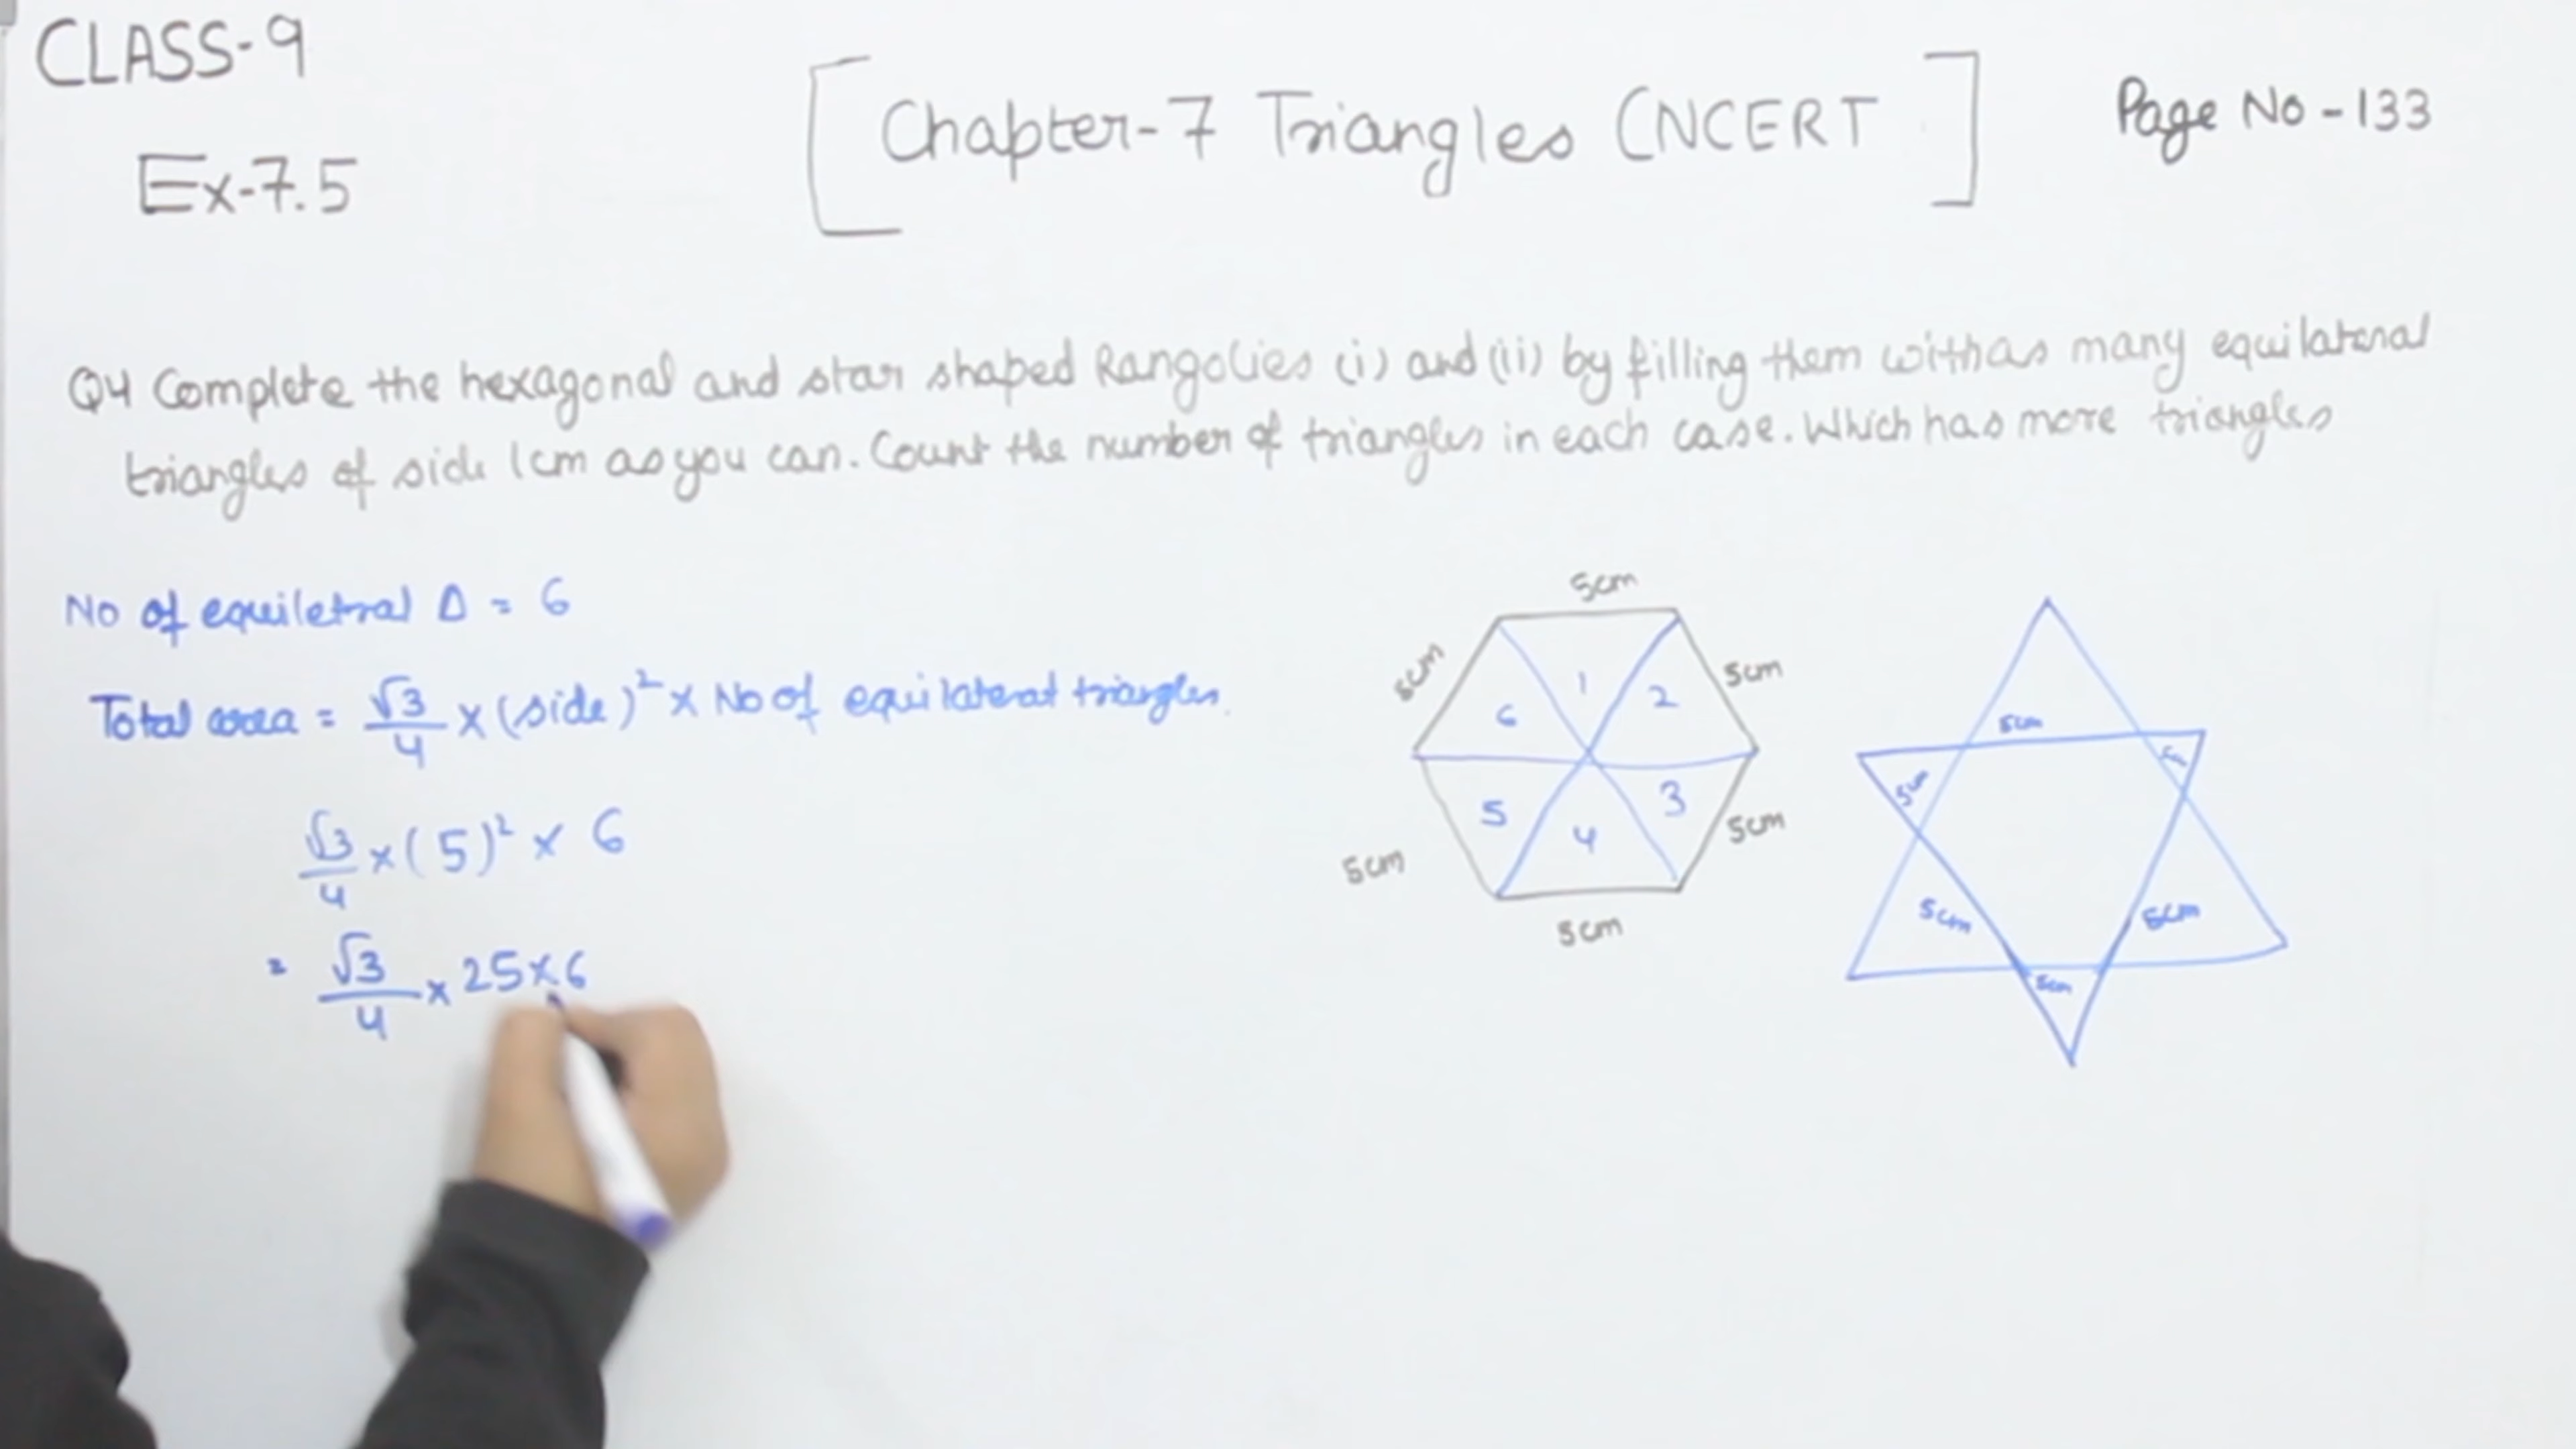 CLASS-9
Ex-7.5
[Chapter-7 Triangles (NCERT]
Page No-133
Q4 Complete the hexagonal and star shaped Rangolies (i) and (ii) by filling them with as many equilateral
triangles of side 1cm as you can. Count the number of triangles in each case. Which has more triangles
No of equiletral Δ = 6
Total area = √3/4 × (side)² × No of equilateral triangles.
√3/4 × (5)² × 6
= √3/4 × 25×6
5cm
5cm
5cm
1
2
6
5
3
4
5cm
5cm
5cm
5cm
5cm
5cm
5cm